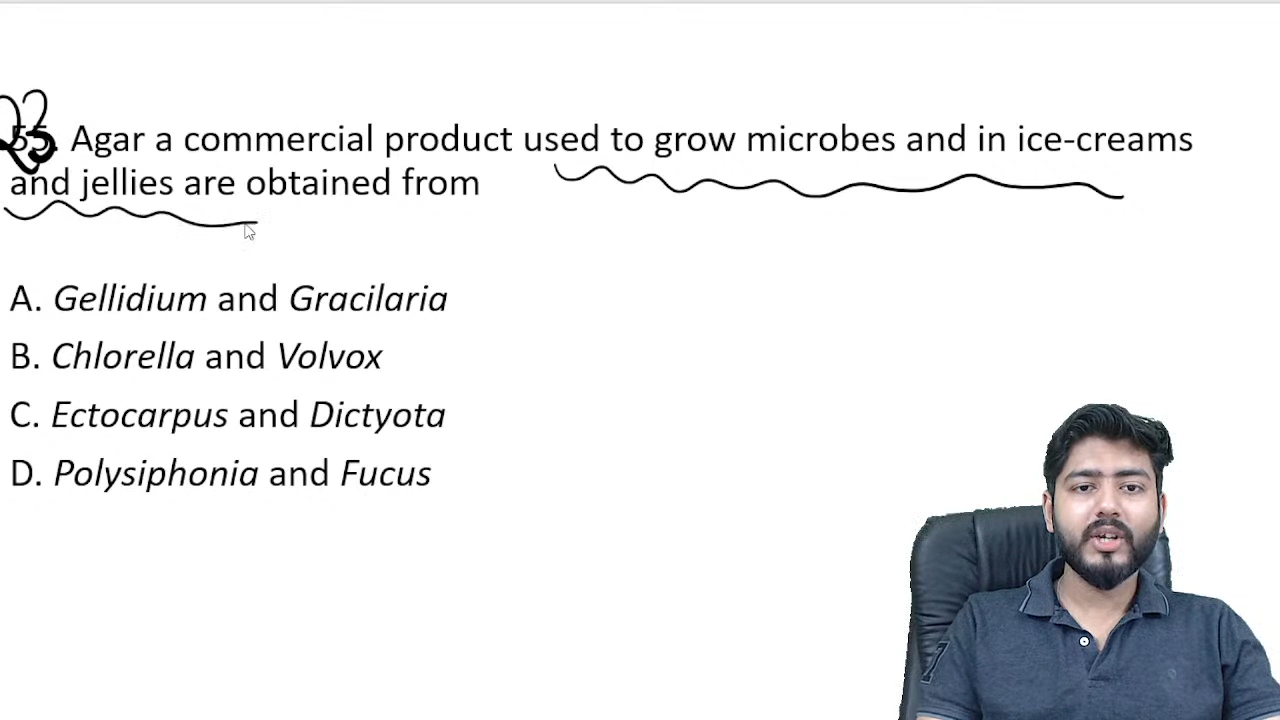 55. Agar a commercial product used to grow microbes and in ice-creams
and jellies are obtained from
A. Gellidium and Gracilaria
B. Chlorella and Volvox
C. Ectocarpus and Dictyota
D. Polysiphonia and Fucus